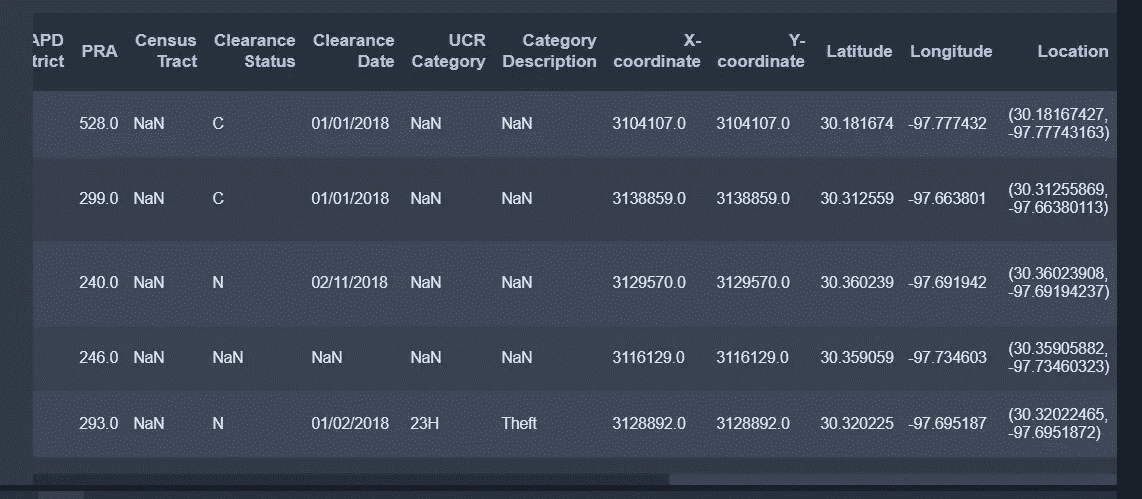 APD PRA Census Clearance Clearance UCR Category X- Y- Latitude Longitude Location
trict Tract Status Date Category Description coordinate coordinate
528.0 NaN C 01/01/2018 NaN NaN 3104107.0 3104107.0 30.181674 -97.777432 (30.18167427,
-97.77743163)
299.0 NaN C 01/01/2018 NaN NaN 3138859.0 3138859.0 30.312559 -97.663801 (30.31255869,
-97.66380113)
240.0 NaN N 02/11/2018 NaN NaN 3129570.0 3129570.0 30.360239 -97.691942 (30.36023908,
-97.69194237)
246.0 NaN NaN NaN NaN NaN 3116129.0 3116129.0 30.359059 -97.734603 (30.35905882,
-97.73460323)
293.0 NaN N 01/02/2018 23H Theft 3128892.0 3128892.0 30.320225 -97.695187 (30.32022465,
-97.6951872)